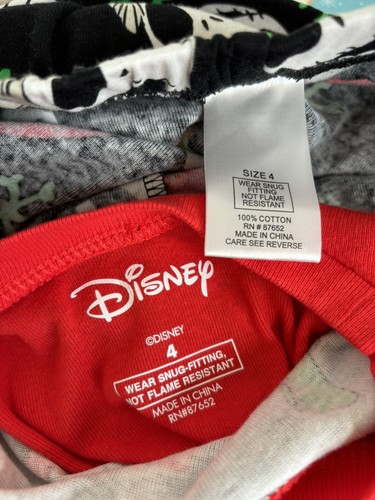 SIZE 4
WEAR SNUG
FITTING
NOT FLAME
RESISTANT
100% COTTON
RN # 87652
MADE IN CHINA
CARE SEE REVERSE
Disney
©DISNEY
4
WEAR SNUG-FITTING,
NOT FLAME RESISTANT
MADE IN CHINA
RN#87652